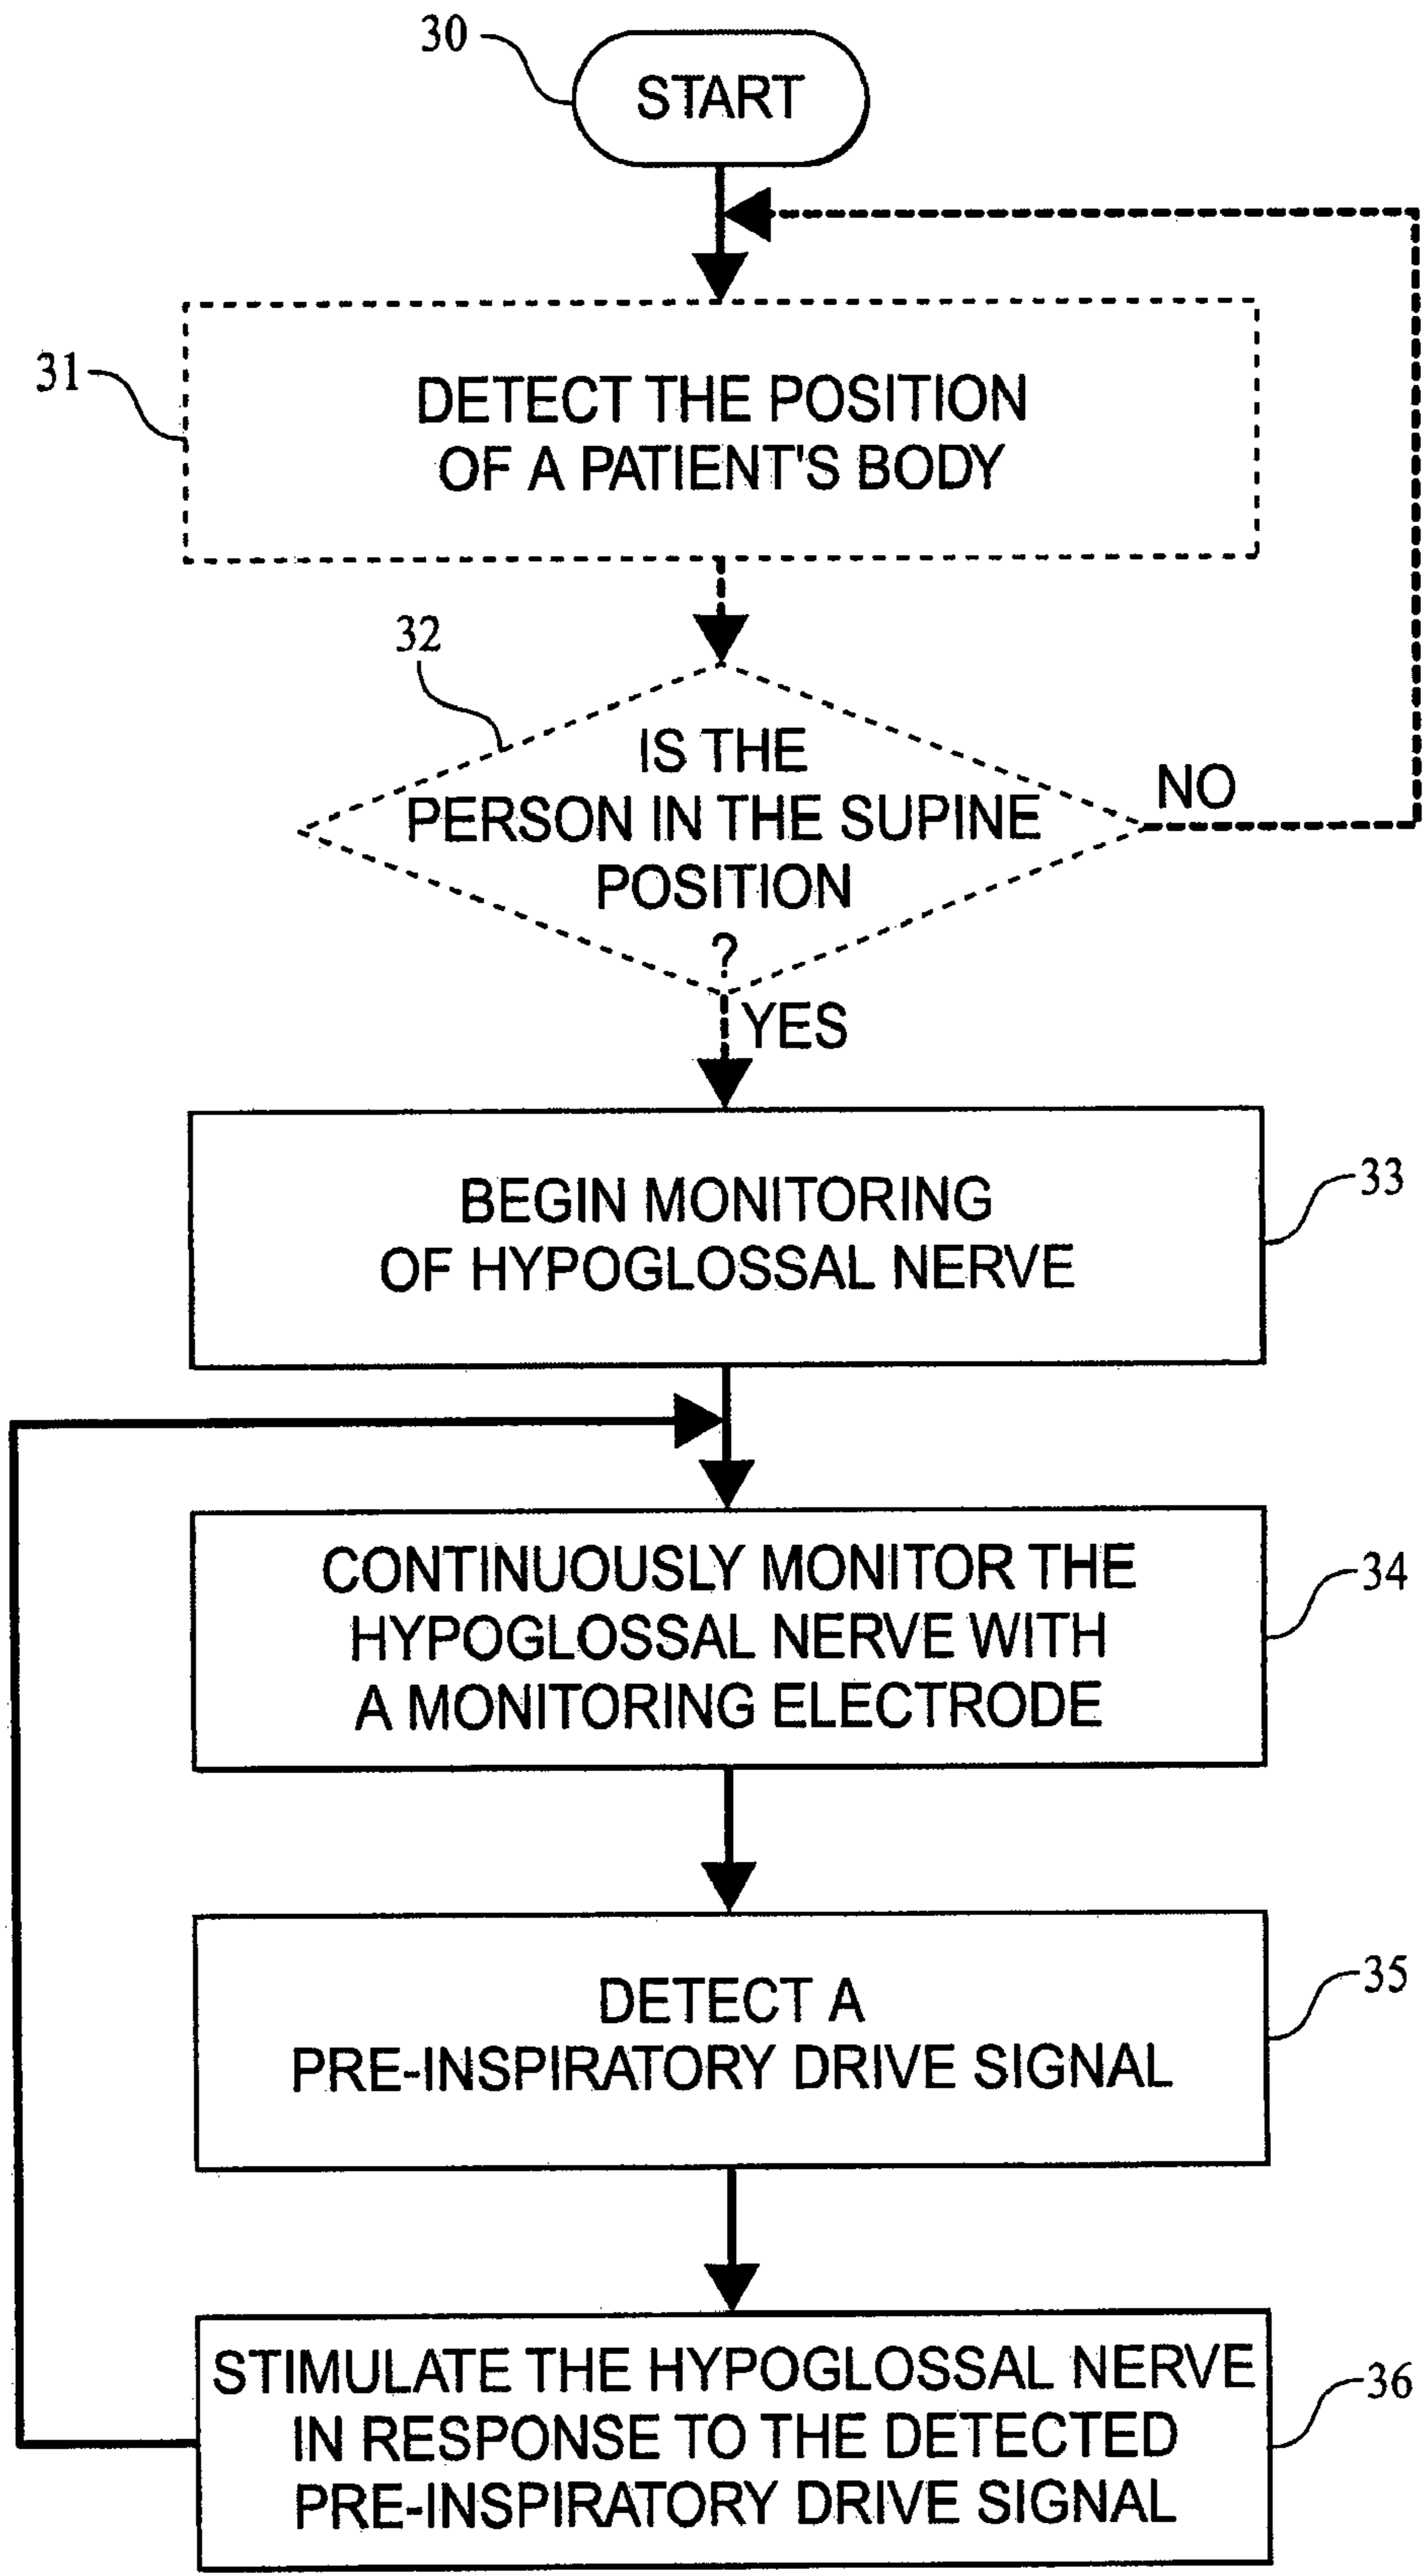 30
START
31
DETECT THE POSITION
OF A PATIENT'S BODY
32
IS THE
PERSON IN THE SUPINE
POSITION
?
NO
YES
BEGIN MONITORING
OF HYPOGLOSSAL NERVE
33
CONTINUOUSLY MONITOR THE
HYPOGLOSSAL NERVE WITH
A MONITORING ELECTRODE
34
DETECT A
PRE-INSPIRATORY DRIVE SIGNAL
35
STIMULATE THE HYPOGLOSSAL NERVE
IN RESPONSE TO THE DETECTED
PRE-INSPIRATORY DRIVE SIGNAL
36